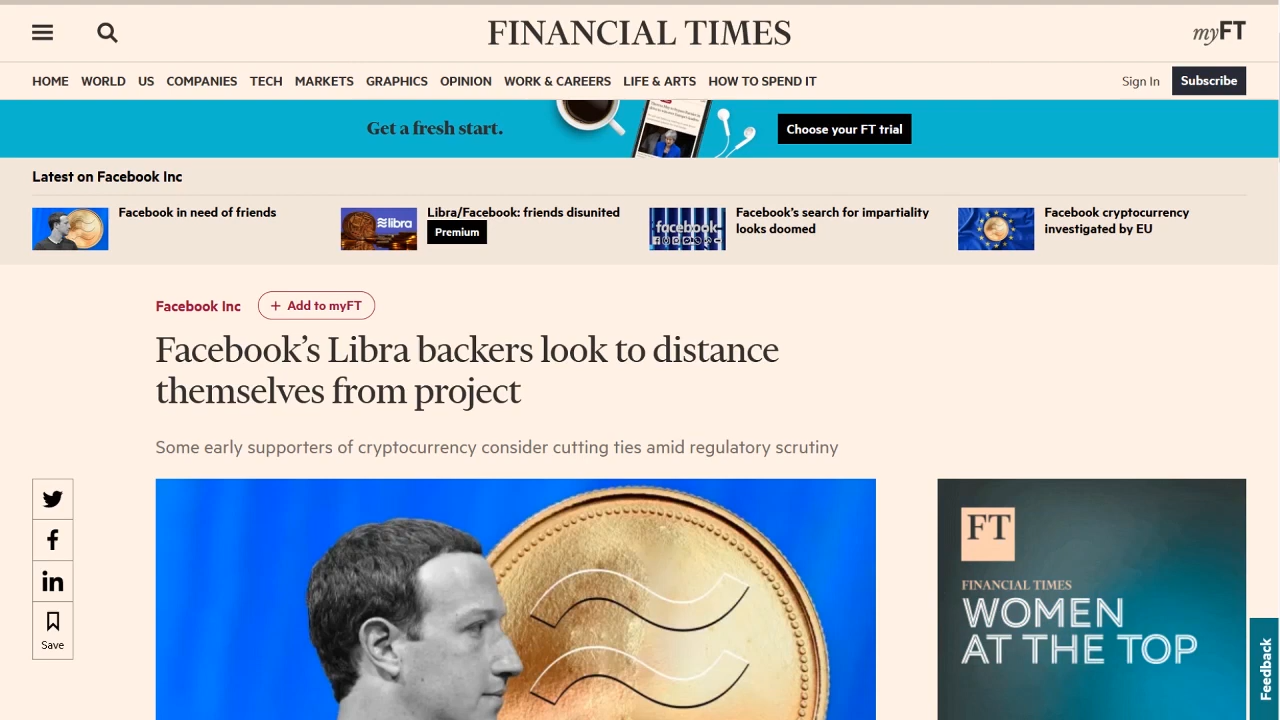 FINANCIAL TIMES
myFT
HOME WORLD US COMPANIES TECH MARKETS GRAPHICS OPINION WORK & CAREERS LIFE & ARTS HOW TO SPEND IT
Sign In Subscribe
Get a fresh start.
Choose your FT trial
Latest on Facebook Inc
Facebook in need of friends
libra
Libra/Facebook: friends disunited
Premium
facebook
Facebook’s search for impartiality
looks doomed
Facebook cryptocurrency
investigated by EU
Facebook Inc
+ Add to myFT
Facebook’s Libra backers look to distance
themselves from project
Some early supporters of cryptocurrency consider cutting ties amid regulatory scrutiny
Save
FT
FINANCIAL TIMES
WOMEN
AT THE TOP
Feedback